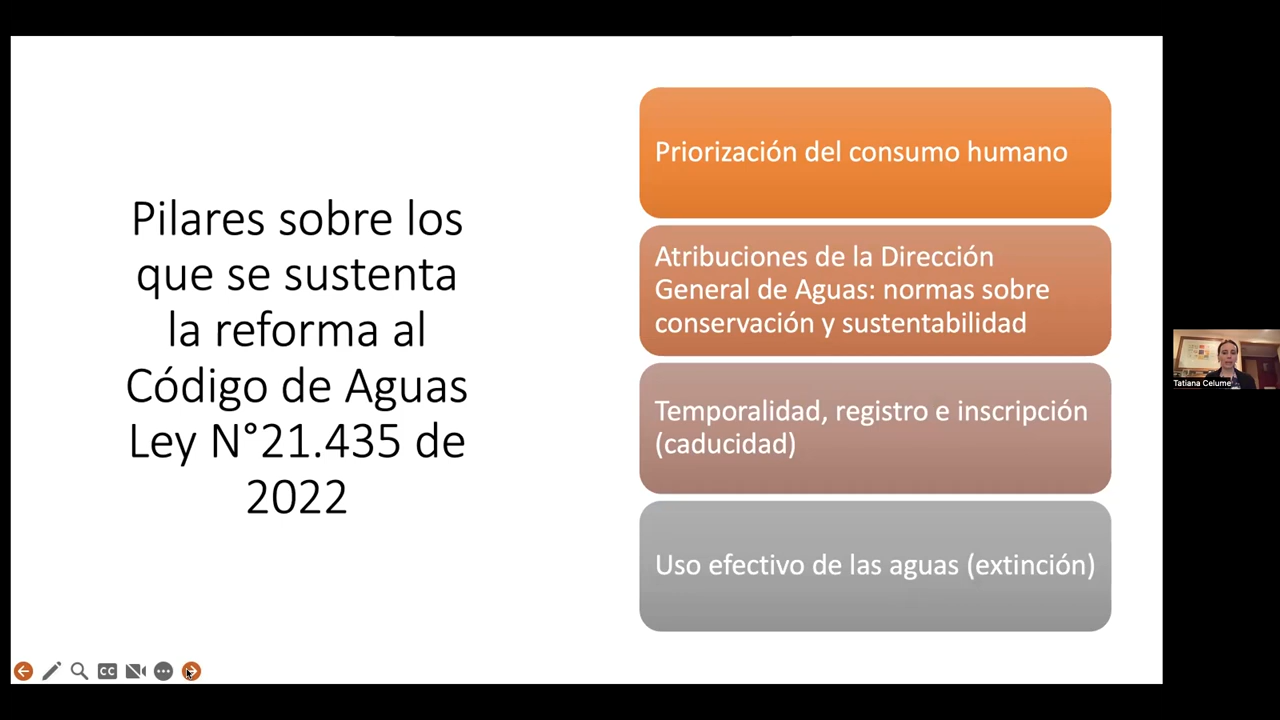 Pilares sobre los
que se sustenta
la reforma al
Código de Aguas
Ley N°21.435 de
2022
Priorización del consumo humano
Atribuciones de la Dirección
General de Aguas: normas sobre
conservación y sustentabilidad
Temporalidad, registro e inscripción
(caducidad)
Uso efectivo de las aguas (extinción)
CC
Tatiana Celume